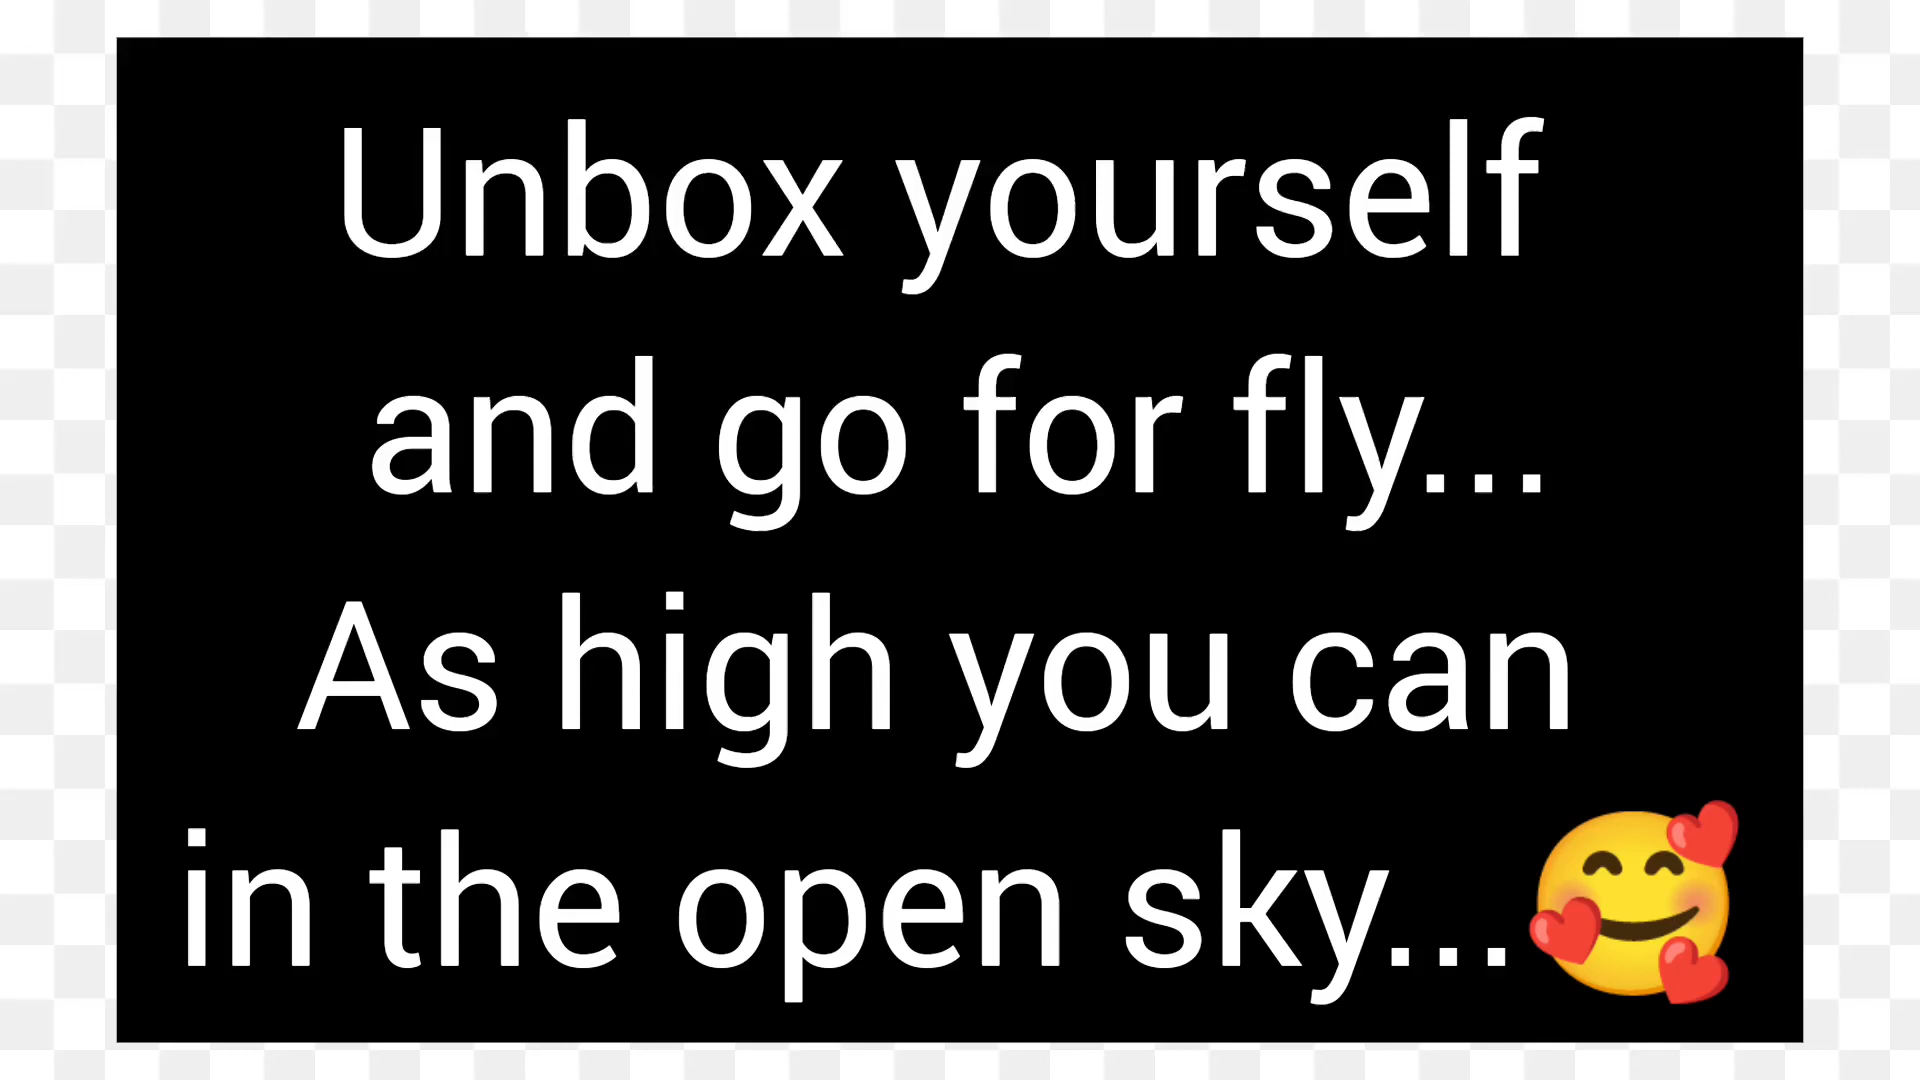 Unbox yourself
and go for fly...
As high you can
in the open sky...🥰